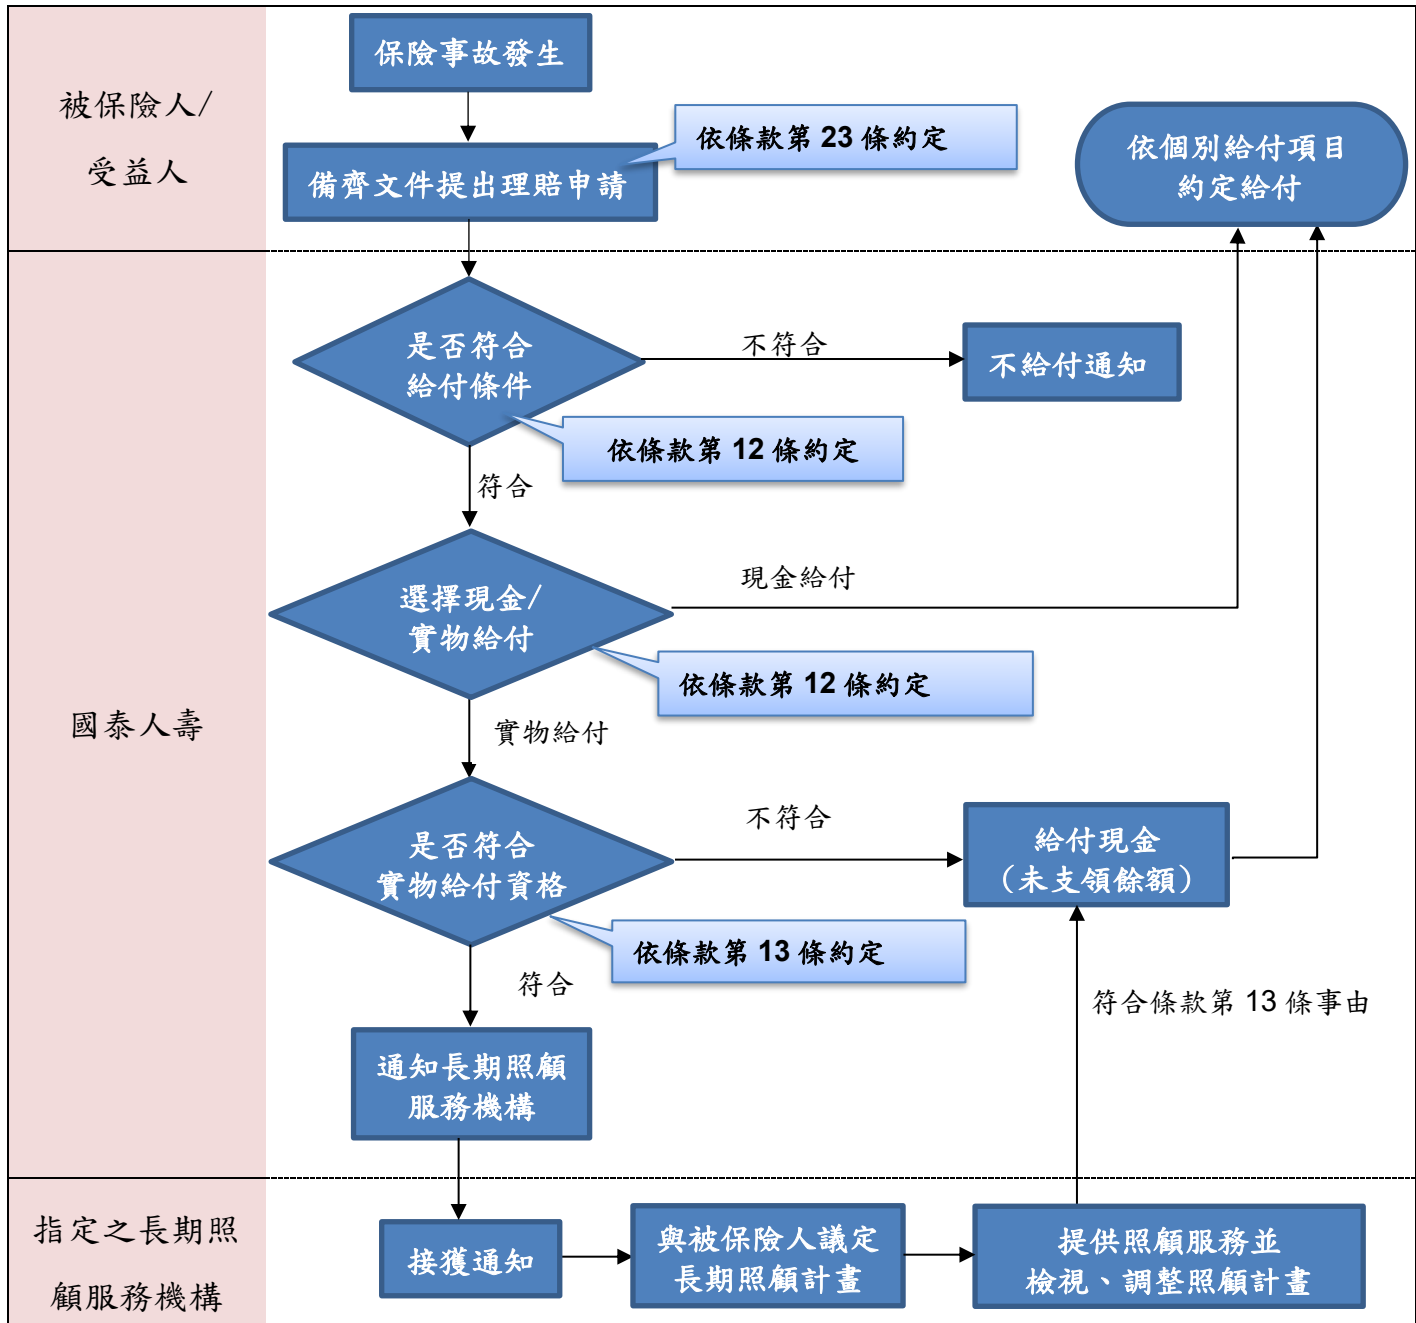 被保險人/
受益人
保險事故發生
備齊文件提出理賠申請
依條款第 23 條約定
依個別給付項目
約定給付
國泰人壽
是否符合
給付條件
不符合
不給付通知
依條款第 12 條約定
符合
選擇現金/
實物給付
現金給付
依條款第 12 條約定
實物給付
是否符合
實物給付資格
不符合
給付現金
(未支領餘額)
依條款第 13 條約定
符合
符合條款第 13 條事由
通知長期照顧
服務機構
指定之長期照
顧服務機構
接獲通知
與被保險人議定
長期照顧計畫
提供照顧服務並
檢視、調整照顧計畫